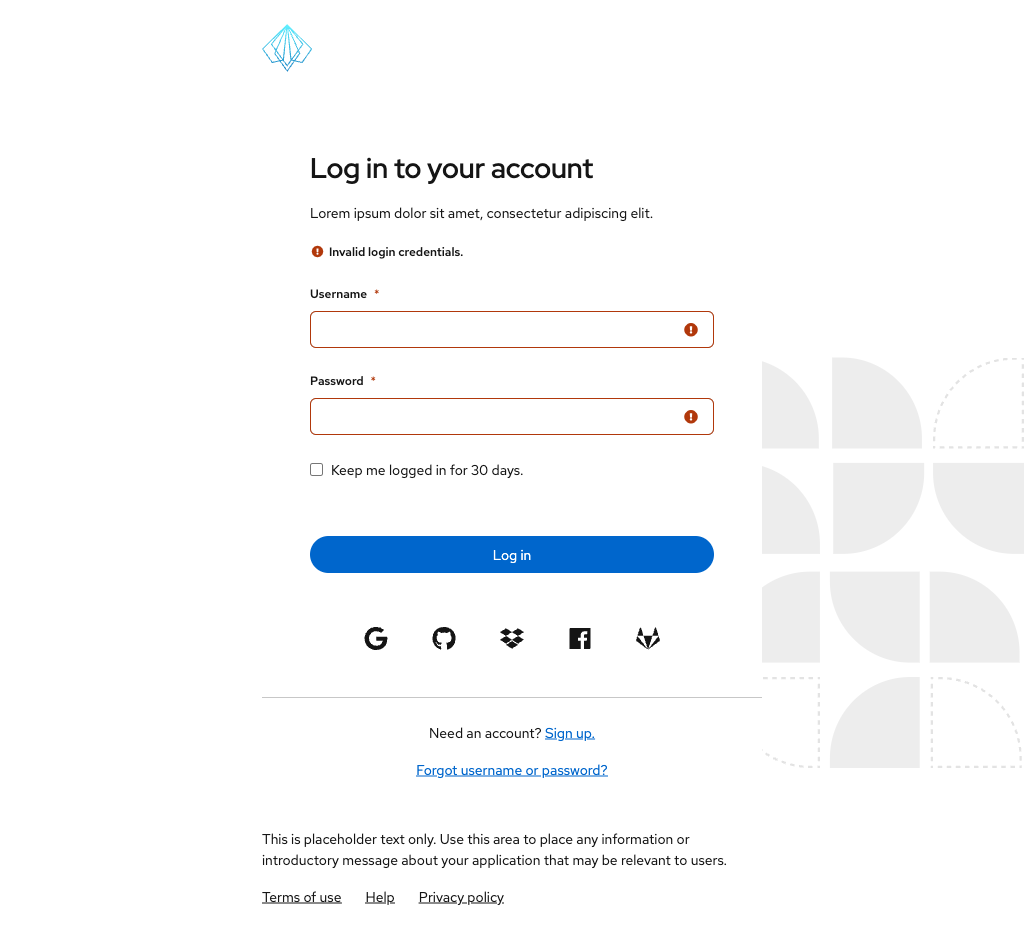 Log in to your account
Lorem ipsum dolor sit amet, consectetur adipiscing elit.
Invalid login credentials.
Username *
Password *
Keep me logged in for 30 days.
Log in
Need an account? Sign up.
Forgot username or password?
This is placeholder text only. Use this area to place any information or
introductory message about your application that may be relevant to users.
Terms of use Help Privacy policy